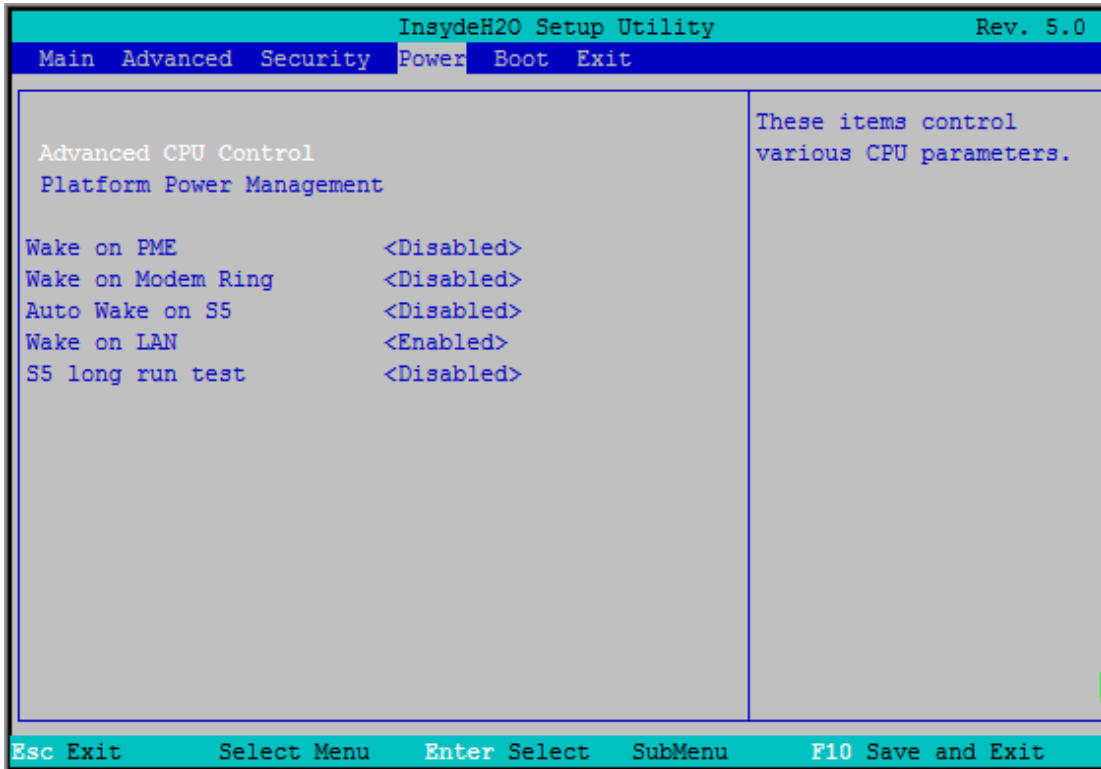 InsydeH2O Setup Utility Rev. 5.0
Main Advanced Security Power Boot Exit
These items control
various CPU parameters.
Advanced CPU Control
Platform Power Management
Wake on PME <Disabled>
Wake on Modem Ring <Disabled>
Auto Wake on S5 <Disabled>
Wake on LAN <Enabled>
S5 long run test <Disabled>
Esc Exit Select Menu Enter Select SubMenu F10 Save and Exit